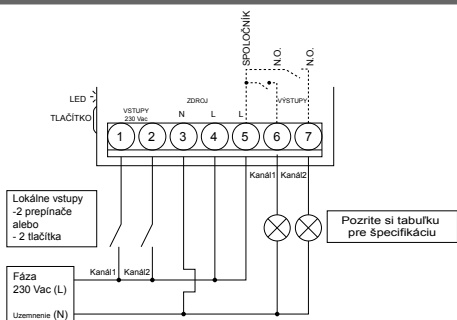 SPOLOČNÍK
N.O.
N.O.
LED
TLAČÍTKO
VSTUPY
230 Vac
ZDROJ
VÝSTUPY
N
L
L
1
2
3
4
5
6
7
Kanál1
Kanál2
Lokálne vstupy
-2 prepínače
alebo
- 2 tlačítka
Pozrite si tabuľku
pre špecifikáciu
Kanál1
Kanál2
Fáza
230 Vac (L)
Uzemnenie (N)